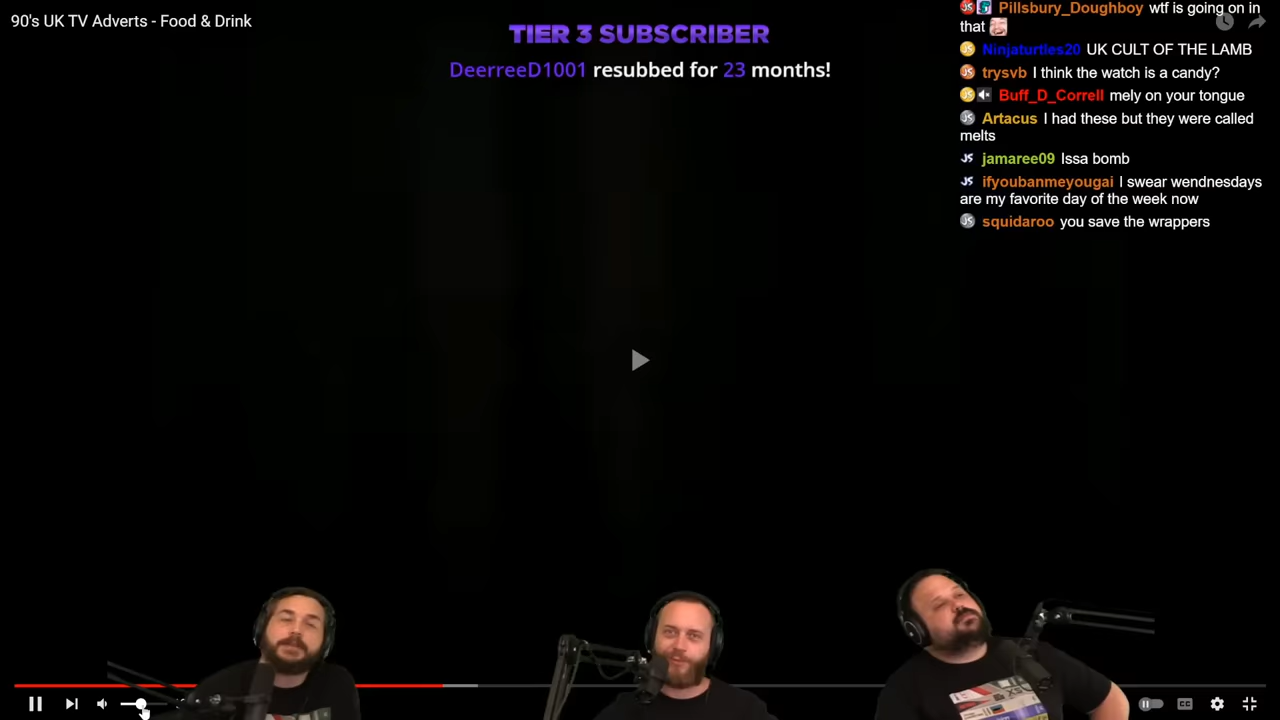 90's UK TV Adverts - Food & Drink
TIER 3 SUBSCRIBER
DeerreeD1001 resubbed for 23 months!
Pillsbury_Doughboy wtf is going on in
that
Ninjaturtles20 UK CULT OF THE LAMB
trysvb I think the watch is a candy?
Buff_D_Correll mely on your tongue
Artacus I had these but they were called
melts
jamaree09 Issa bomb
ifyoubanmeyougai I swear wendnesdays
are my favorite day of the week now
squidaroo you save the wrappers